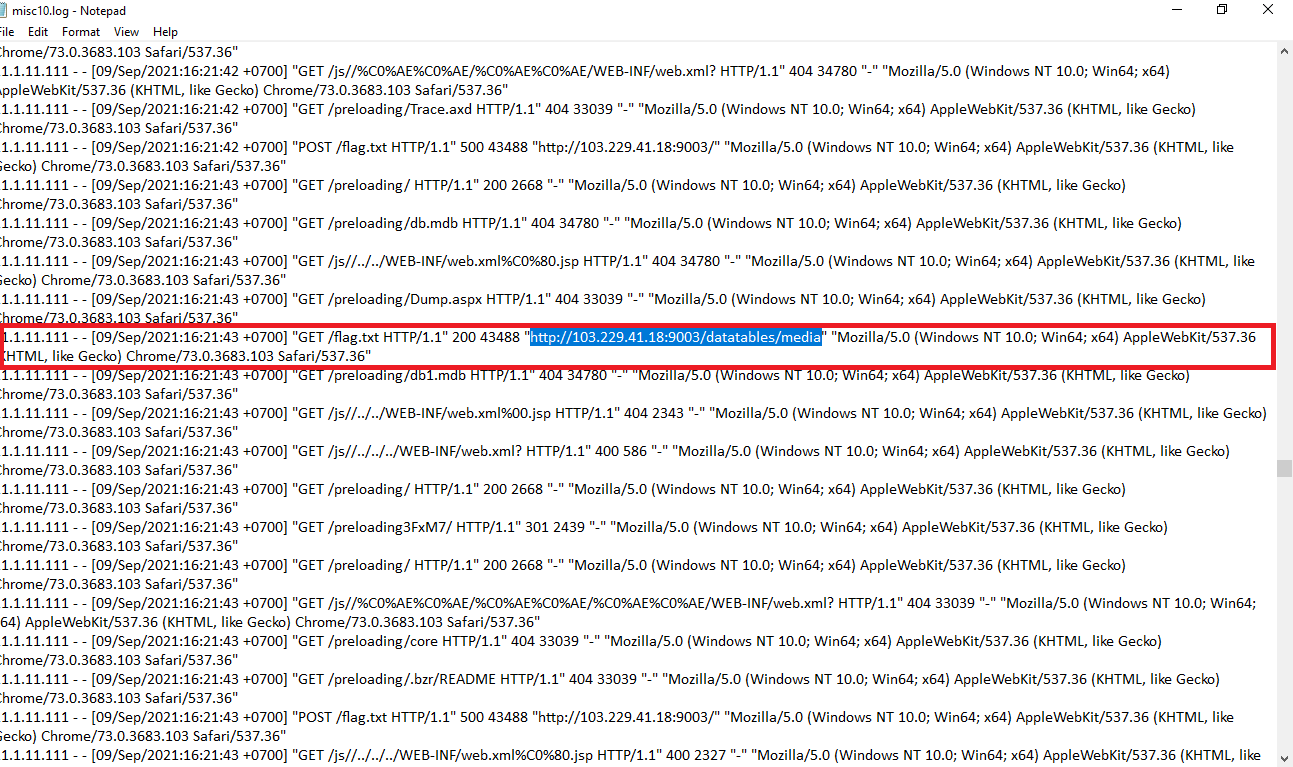 misc10.log - Notepad
File Edit Format View Help
Chrome/73.0.3683.103 Safari/537.36"
1.1.11.111 - - [09/Sep/2021:16:21:42 +0700] "GET /js//%C0%AE%C0%AE/%C0%AE%C0%AE/WEB-INF/web.xml? HTTP/1.1" 404 34780 "-" "Mozilla/5.0 (Windows NT 10.0; Win64; x64)
AppleWebKit/537.36 (KHTML, like Gecko) Chrome/73.0.3683.103 Safari/537.36"
1.1.11.111 - - [09/Sep/2021:16:21:42 +0700] "GET /preloading/Trace.axd HTTP/1.1" 404 33039 "-" "Mozilla/5.0 (Windows NT 10.0; Win64; x64) AppleWebKit/537.36 (KHTML, like Gecko)
Chrome/73.0.3683.103 Safari/537.36"
1.1.11.111 - - [09/Sep/2021:16:21:42 +0700] "POST /flag.txt HTTP/1.1" 500 43488 "http://103.229.41.18:9003/" "Mozilla/5.0 (Windows NT 10.0; Win64; x64) AppleWebKit/537.36 (KHTML, like
Gecko) Chrome/73.0.3683.103 Safari/537.36"
1.1.11.111 - - [09/Sep/2021:16:21:43 +0700] "GET /preloading/ HTTP/1.1" 200 2668 "-" "Mozilla/5.0 (Windows NT 10.0; Win64; x64) AppleWebKit/537.36 (KHTML, like Gecko)
Chrome/73.0.3683.103 Safari/537.36"
1.1.11.111 - - [09/Sep/2021:16:21:43 +0700] "GET /preloading/db.mdb HTTP/1.1" 404 34780 "-" "Mozilla/5.0 (Windows NT 10.0; Win64; x64) AppleWebKit/537.36 (KHTML, like Gecko)
Chrome/73.0.3683.103 Safari/537.36"
1.1.11.111 - - [09/Sep/2021:16:21:43 +0700] "GET /js//../../WEB-INF/web.xml%C0%80.jsp HTTP/1.1" 404 34780 "-" "Mozilla/5.0 (Windows NT 10.0; Win64; x64) AppleWebKit/537.36 (KHTML, like
Gecko) Chrome/73.0.3683.103 Safari/537.36"
1.1.11.111 - - [09/Sep/2021:16:21:43 +0700] "GET /preloading/Dump.aspx HTTP/1.1" 404 33039 "-" "Mozilla/5.0 (Windows NT 10.0; Win64; x64) AppleWebKit/537.36 (KHTML, like Gecko)
Chrome/73.0.3683.103 Safari/537.36"
1.1.11.111 - - [09/Sep/2021:16:21:43 +0700] "GET /flag.txt HTTP/1.1" 200 43488 "http://103.229.41.18:9003/datatables/media" "Mozilla/5.0 (Windows NT 10.0; Win64; x64) AppleWebKit/537.36
(KHTML, like Gecko) Chrome/73.0.3683.103 Safari/537.36"
1.1.11.111 - - [09/Sep/2021:16:21:43 +0700] "GET /preloading/db1.mdb HTTP/1.1" 404 34780 "-" "Mozilla/5.0 (Windows NT 10.0; Win64; x64) AppleWebKit/537.36 (KHTML, like Gecko)
Chrome/73.0.3683.103 Safari/537.36"
1.1.11.111 - - [09/Sep/2021:16:21:43 +0700] "GET /js//../../WEB-INF/web.xml%00.jsp HTTP/1.1" 404 2343 "-" "Mozilla/5.0 (Windows NT 10.0; Win64; x64) AppleWebKit/537.36 (KHTML, like Gecko)
Chrome/73.0.3683.103 Safari/537.36"
1.1.11.111 - - [09/Sep/2021:16:21:43 +0700] "GET /js//../../../WEB-INF/web.xml? HTTP/1.1" 400 586 "-" "Mozilla/5.0 (Windows NT 10.0; Win64; x64) AppleWebKit/537.36 (KHTML, like Gecko)
Chrome/73.0.3683.103 Safari/537.36"
1.1.11.111 - - [09/Sep/2021:16:21:43 +0700] "GET /preloading/ HTTP/1.1" 200 2668 "-" "Mozilla/5.0 (Windows NT 10.0; Win64; x64) AppleWebKit/537.36 (KHTML, like Gecko)
Chrome/73.0.3683.103 Safari/537.36"
1.1.11.111 - - [09/Sep/2021:16:21:43 +0700] "GET /preloading3FxM7/ HTTP/1.1" 301 2439 "-" "Mozilla/5.0 (Windows NT 10.0; Win64; x64) AppleWebKit/537.36 (KHTML, like Gecko)
Chrome/73.0.3683.103 Safari/537.36"
1.1.11.111 - - [09/Sep/2021:16:21:43 +0700] "GET /preloading/ HTTP/1.1" 200 2668 "-" "Mozilla/5.0 (Windows NT 10.0; Win64; x64) AppleWebKit/537.36 (KHTML, like Gecko)
Chrome/73.0.3683.103 Safari/537.36"
1.1.11.111 - - [09/Sep/2021:16:21:43 +0700] "GET /js//%C0%AE%C0%AE/%C0%AE%C0%AE/%C0%AE%C0%AE/WEB-INF/web.xml? HTTP/1.1" 404 33039 "-" "Mozilla/5.0 (Windows NT 10.0; Win64;
x64) AppleWebKit/537.36 (KHTML, like Gecko) Chrome/73.0.3683.103 Safari/537.36"
1.1.11.111 - - [09/Sep/2021:16:21:43 +0700] "GET /preloading/core HTTP/1.1" 404 33039 "-" "Mozilla/5.0 (Windows NT 10.0; Win64; x64) AppleWebKit/537.36 (KHTML, like Gecko)
Chrome/73.0.3683.103 Safari/537.36"
1.1.11.111 - - [09/Sep/2021:16:21:43 +0700] "GET /preloading/.bzr/README HTTP/1.1" 404 33039 "-" "Mozilla/5.0 (Windows NT 10.0; Win64; x64) AppleWebKit/537.36 (KHTML, like Gecko)
Chrome/73.0.3683.103 Safari/537.36"
1.1.11.111 - - [09/Sep/2021:16:21:43 +0700] "POST /flag.txt HTTP/1.1" 500 43488 "http://103.229.41.18:9003/" "Mozilla/5.0 (Windows NT 10.0; Win64; x64) AppleWebKit/537.36 (KHTML, like
Gecko) Chrome/73.0.3683.103 Safari/537.36"
1.1.11.111 - - [09/Sep/2021:16:21:43 +0700] "GET /js//../../../WEB-INF/web.xml%C0%80.jsp HTTP/1.1" 400 2327 "-" "Mozilla/5.0 (Windows NT 10.0; Win64; x64) AppleWebKit/537.36 (KHTML, like